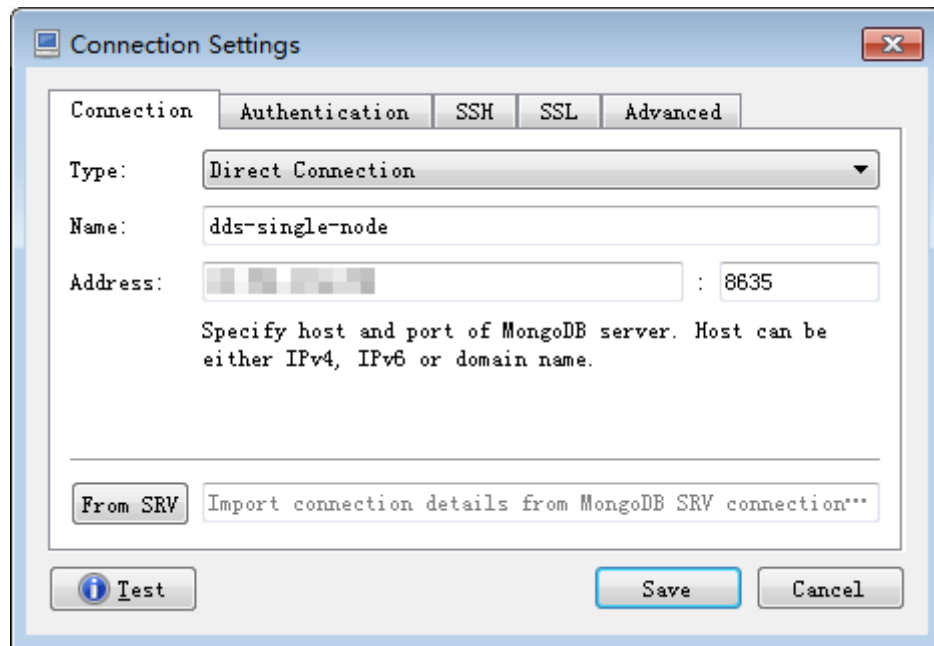 Connection Settings
Connection Authentication SSH SSL Advanced
Type: Direct Connection
Name: dds-single-node
Address: : 8635
Specify host and port of MongoDB server. Host can be
either IPv4, IPv6 or domain name.
From SRV Import connection details from MongoDB SRV connection…
Test Save Cancel